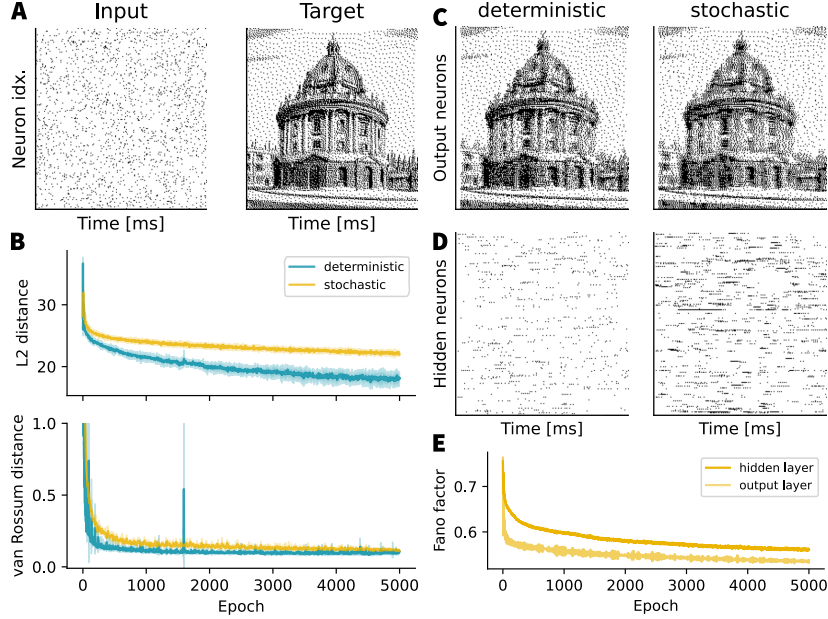 A
Input
Target
Neuron idx.
Time [ms]
Time [ms]
C
deterministic
stochastic
Output neurons
B
deterministic
stochastic
30
20
L2 distance
1.0
0.5
0.0
van Rossum distance
0
1000
2000
3000
4000
5000
Epoch
D
Hidden neurons
Time [ms]
Time [ms]
E
hidden layer
output layer
0.7
0.6
Fano factor
0
1000
2000
3000
4000
5000
Epoch